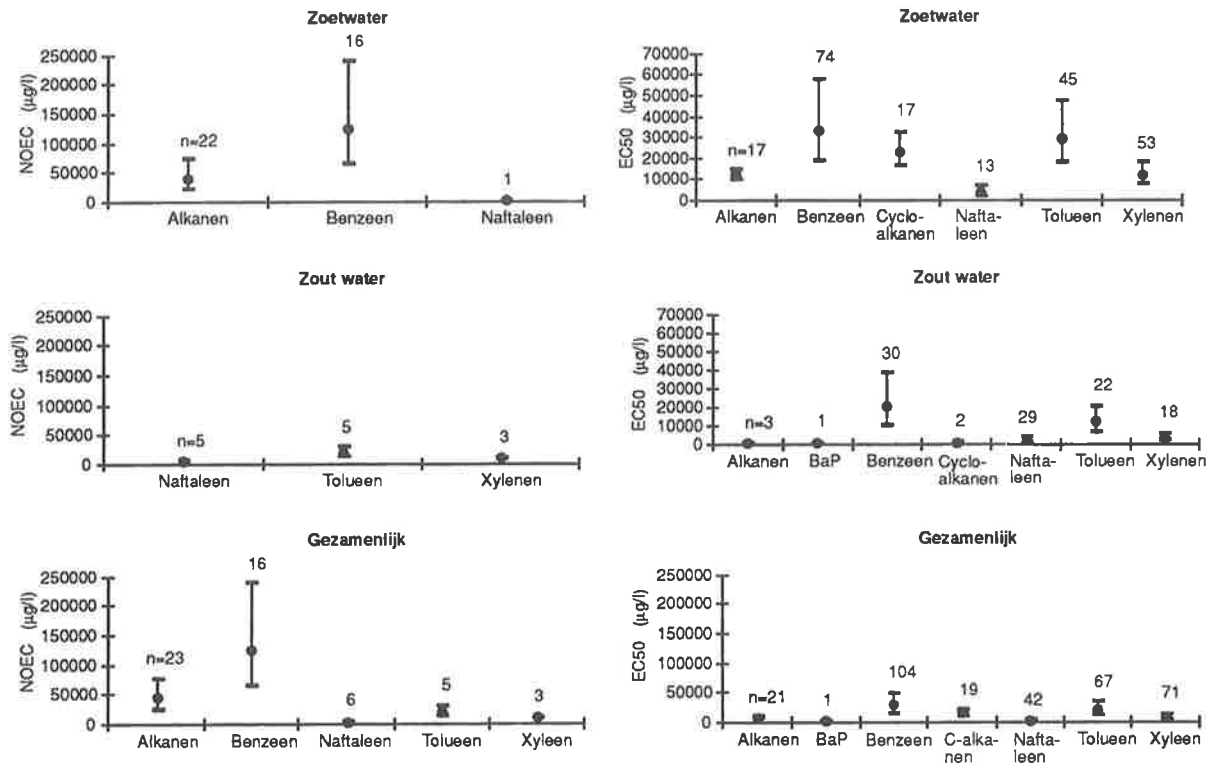 Zoetwater
16
NOEC (µg/l)
250000
200000
150000
100000
50000
0
n=22
1
Alkanen Benzeen Naftaleen
Zoetwater
EC50 (µg/l)
70000
60000
50000
40000
30000
20000
10000
0
n=17
74
17
13
45
53
Alkanen Benzeen Cyclo-
alkanen Nafta-
leen Tolueen Xylenen
Zout water
NOEC (µg/l)
250000
200000
150000
100000
50000
0
n=5
5
3
Naftaleen Tolueen Xylenen
Zout water
EC50 (µg/l)
70000
60000
50000
40000
30000
20000
10000
0
n=3
1
30
2
29
22
18
Alkanen BaP Benzeen Cyclo-
alkanen Nafta-
leen Tolueen Xylenen
Gezamenlijk
NOEC (µg/l)
250000
200000
150000
100000
50000
0
n=23
16
6
5
3
Alkanen Benzeen Naftaleen Tolueen Xyleen
Gezamenlijk
EC50 (µg/l)
250000
200000
150000
100000
50000
0
n=21
1
104
19
42
67
71
Alkanen BaP Benzeen C-alka-
nen Nafta-
leen Tolueen Xyleen